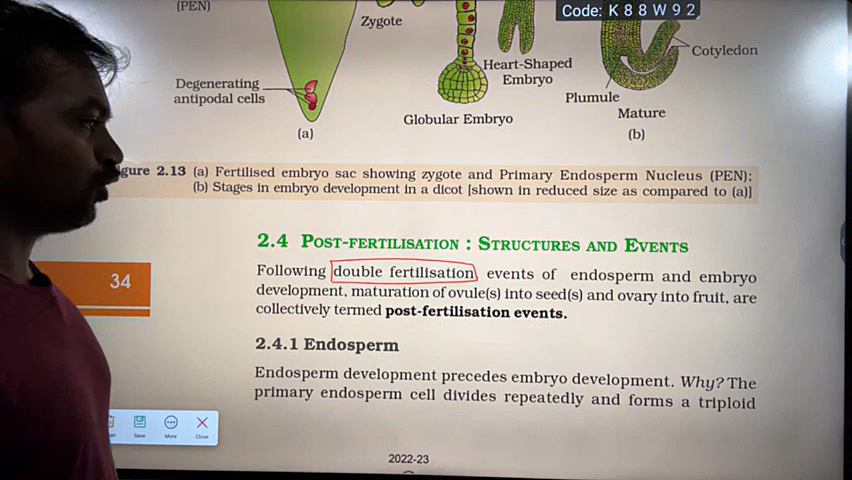 (PEN)
Zygote
Code: K 8 8 W 9 2
Cotyledon
Heart-Shaped
Embryo
Degenerating
antipodal cells
Plumule
Globular Embryo
Mature
(a)
(b)
gure 2.13 (a) Fertilised embryo sac showing zygote and Primary Endosperm Nucleus (PEN);
(b) Stages in embryo development in a dicot [shown in reduced size as compared to (a)]
2.4 POST-FERTILISATION : STRUCTURES AND EVENTS
34
Following double fertilisation, events of endosperm and embryo
development, maturation of ovule(s) into seed(s) and ovary into fruit, are
collectively termed post-fertilisation events.
2.4.1 Endosperm
Endosperm development precedes embryo development. Why? The
primary endosperm cell divides repeatedly and forms a triploid
Save More Close
2022-23